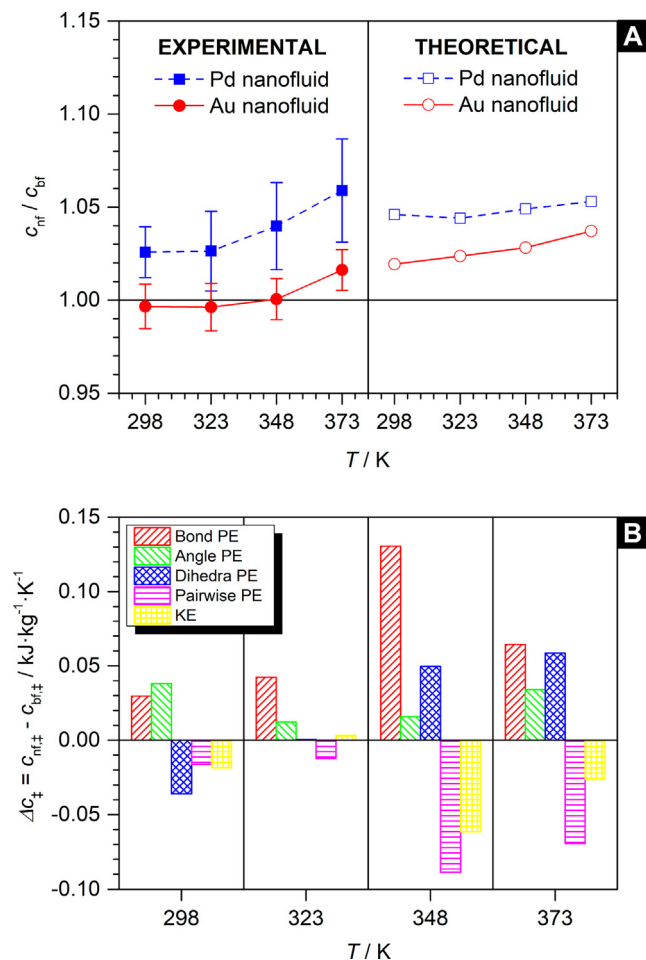 A
EXPERIMENTAL
Pd nanofluid
Au nanofluid
THEORETICAL
Pd nanofluid
Au nanofluid
c_nf / c_bf
1.15
1.10
1.05
1.00
0.95
298 323 348 373 298 323 348 373
T / K
B
Bond PE
Angle PE
Dihedra PE
Pairwise PE
KE
Δc‡ = c_nf,‡ - c_bf,‡ / kJ·kg⁻¹·K⁻¹
0.15
0.10
0.05
0.00
-0.05
-0.10
298 323 348 373
T / K